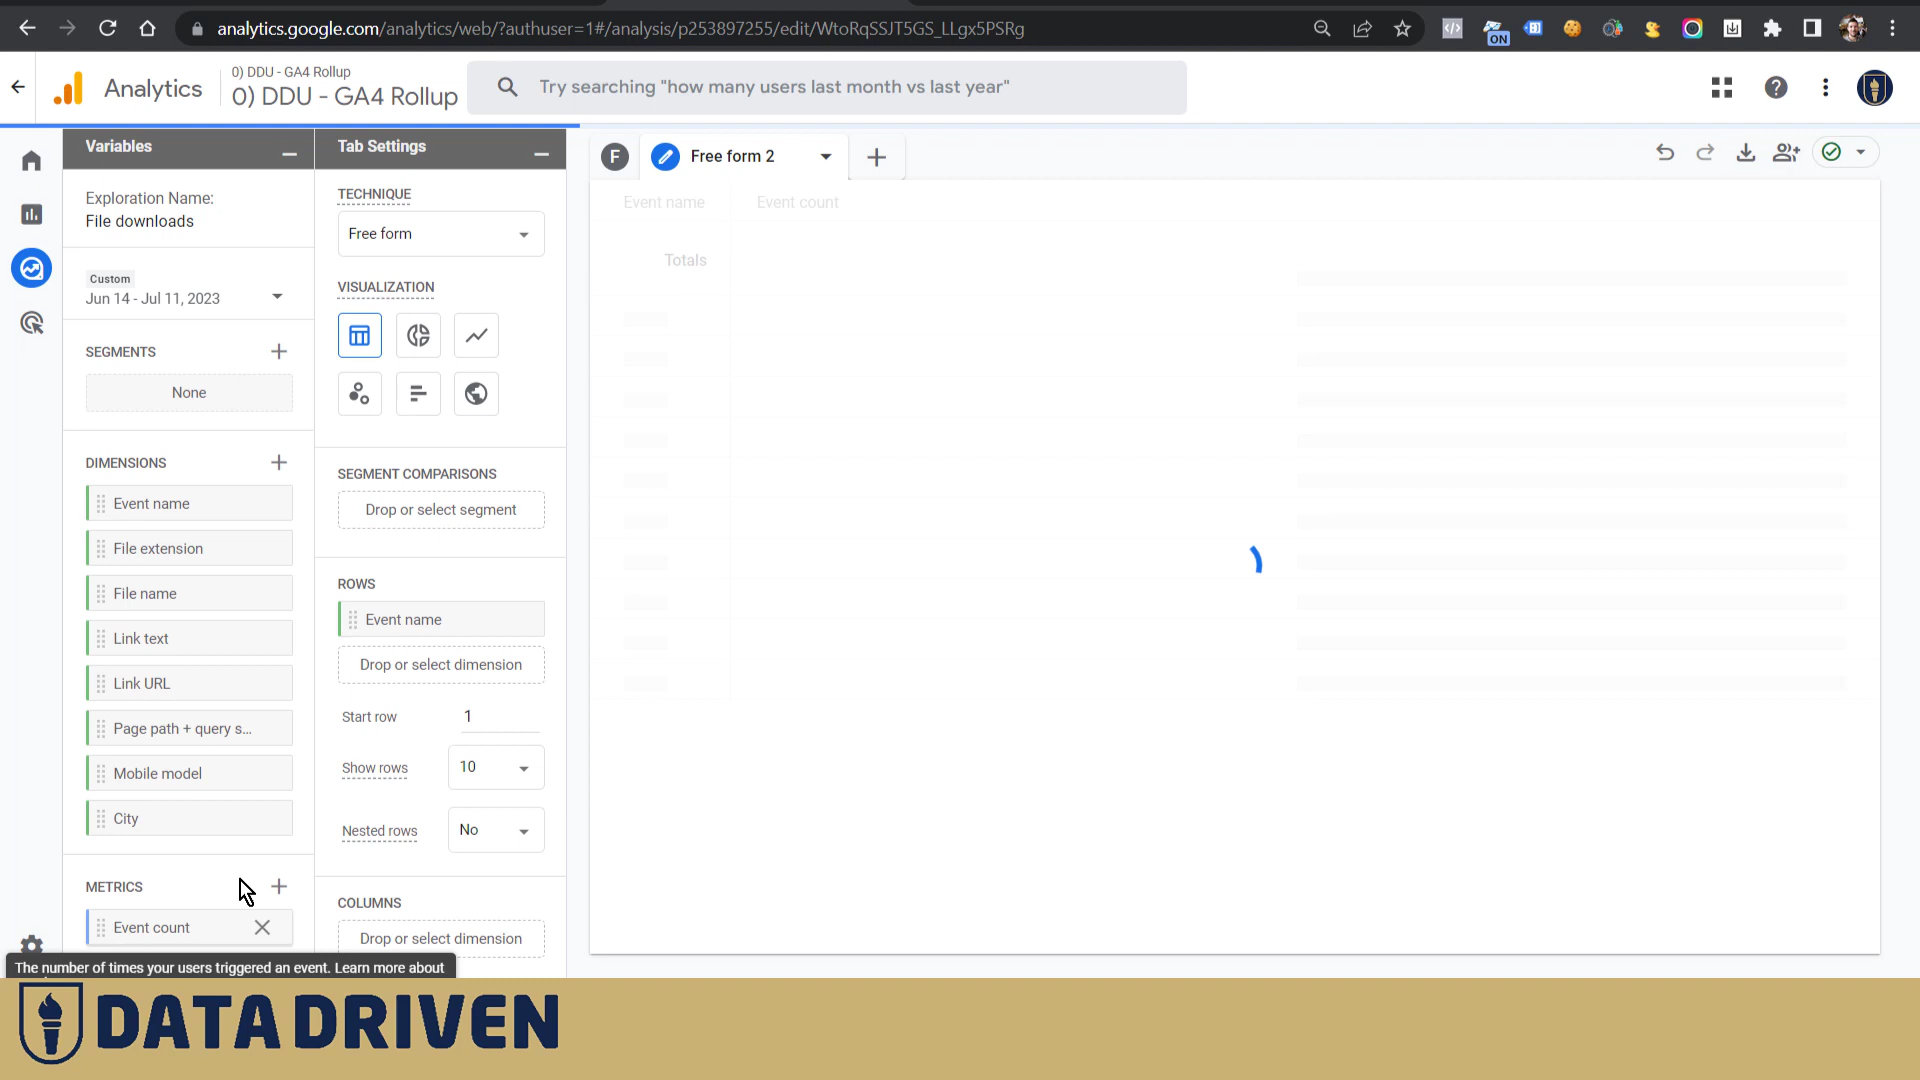 analytics.google.com/analytics/web/?authuser=1#/analysis/p253897255/edit/WtoRqSSJT5GS_LLgx5PSRg
ON
Analytics
0) DDU - GA4 Rollup
0) DDU - GA4 Rollup
Try searching "how many users last month vs last year"
Variables
Exploration Name:
File downloads
Custom
Jun 14 - Jul 11, 2023
SEGMENTS
None
DIMENSIONS
Event name
File extension
File name
Link text
Link URL
Page path + query s...
Mobile model
City
METRICS
Event count
The number of times your users triggered an event. Learn more about
Tab Settings
TECHNIQUE
Free form
VISUALIZATION
SEGMENT COMPARISONS
Drop or select segment
ROWS
Event name
Drop or select dimension
Start row 1
Show rows 10
Nested rows No
COLUMNS
Drop or select dimension
F
Free form 2
Event name Event count
Totals
DATA DRIVEN